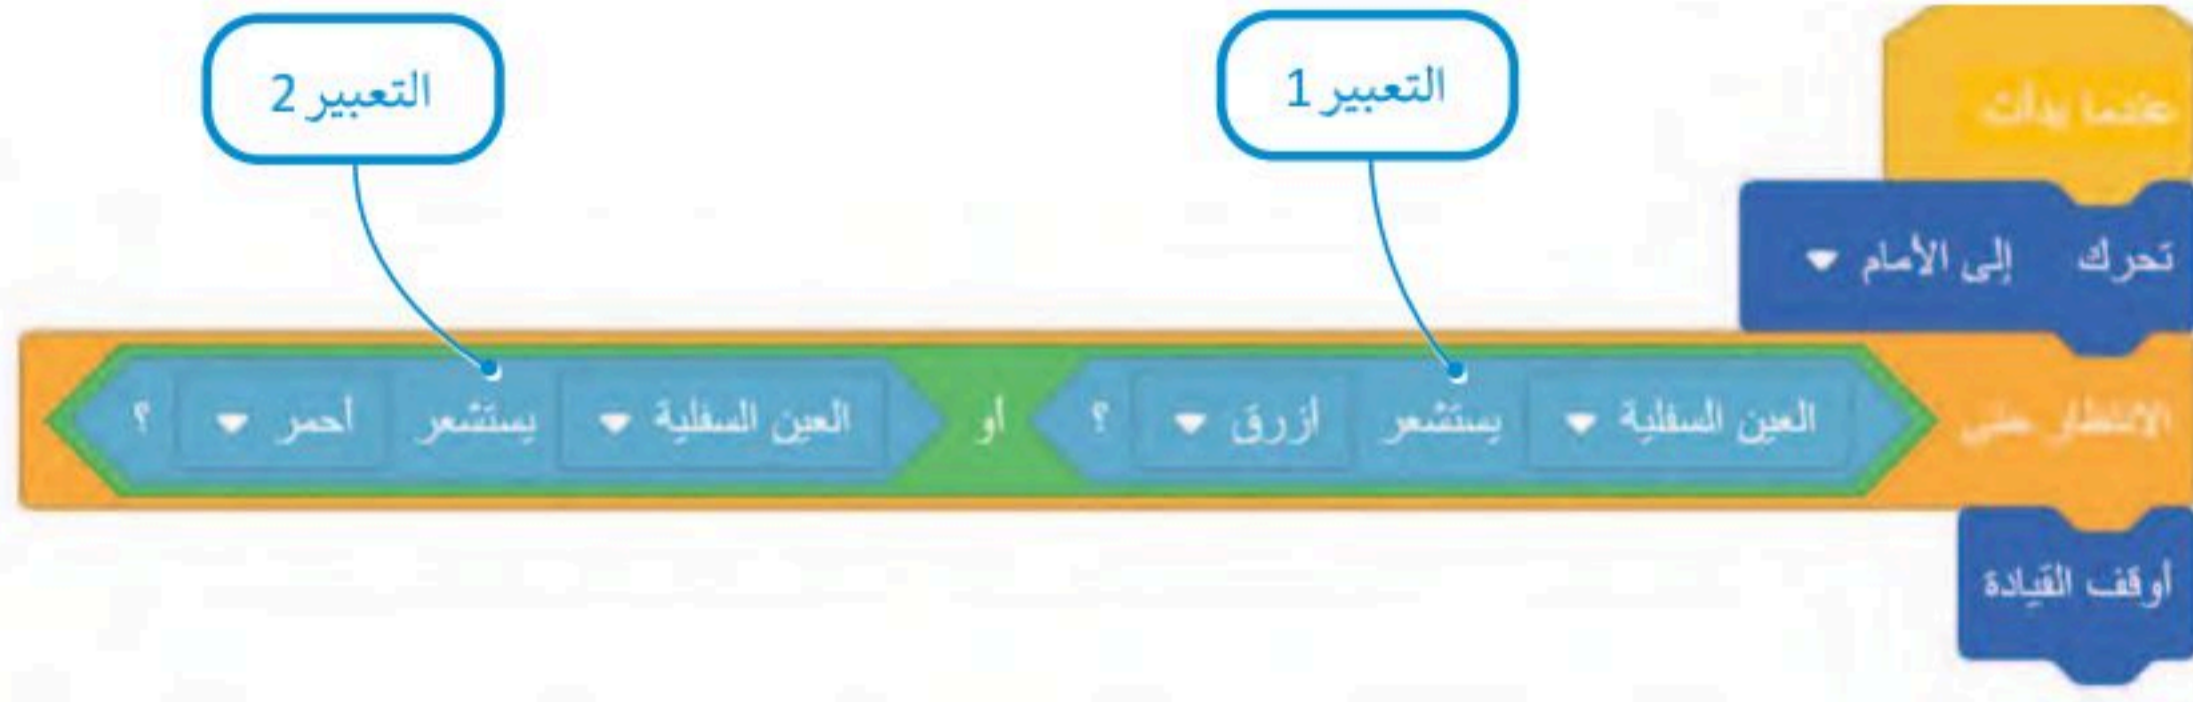 التعبير 1
التعبير 2
عندما بدأت
تحرك إلى الأمام
الانتظار حتى العين السفلية يستشعر أزرق ؟ أو العين السفلية يستشعر أحمر ؟
أوقف القيادة